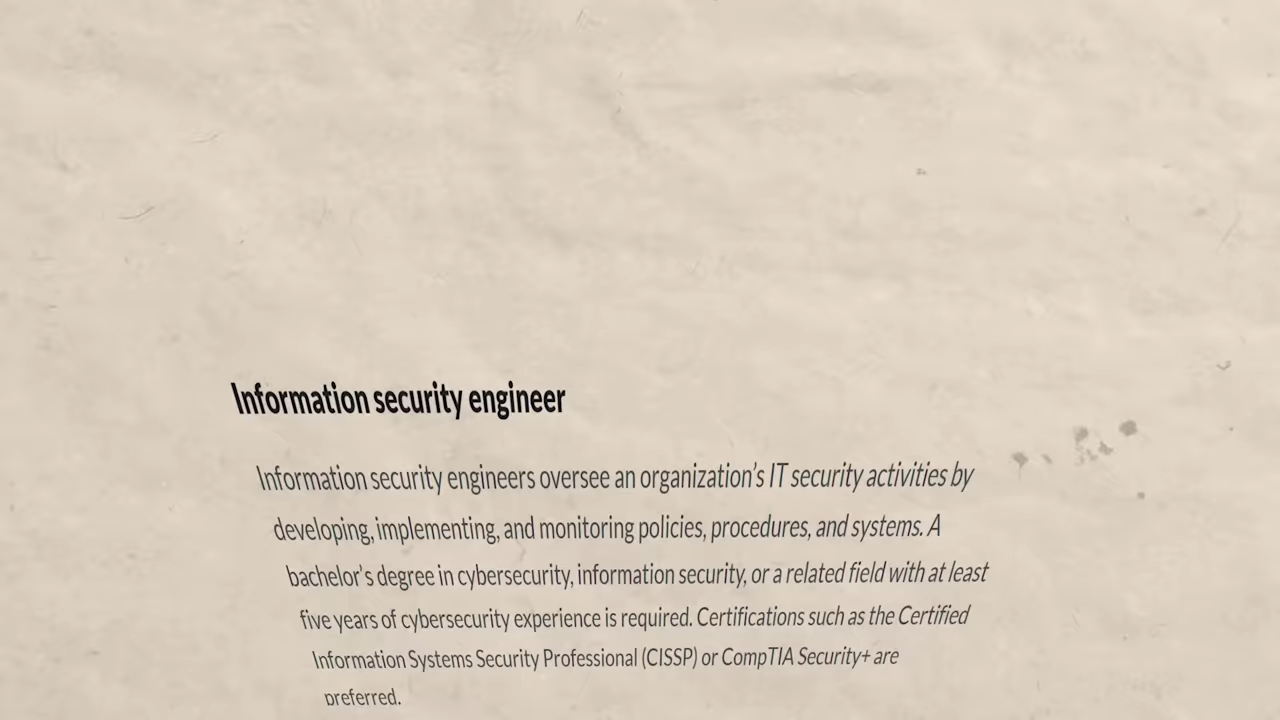 Information security engineer
Information security engineers oversee an organization's IT security activities by
developing, implementing, and monitoring policies, procedures, and systems. A
bachelor's degree in cybersecurity, information security, or a related field with at least
five years of cybersecurity experience is required. Certifications such as the Certified
Information Systems Security Professional (CISSP) or CompTIA Security+ are
preferred.